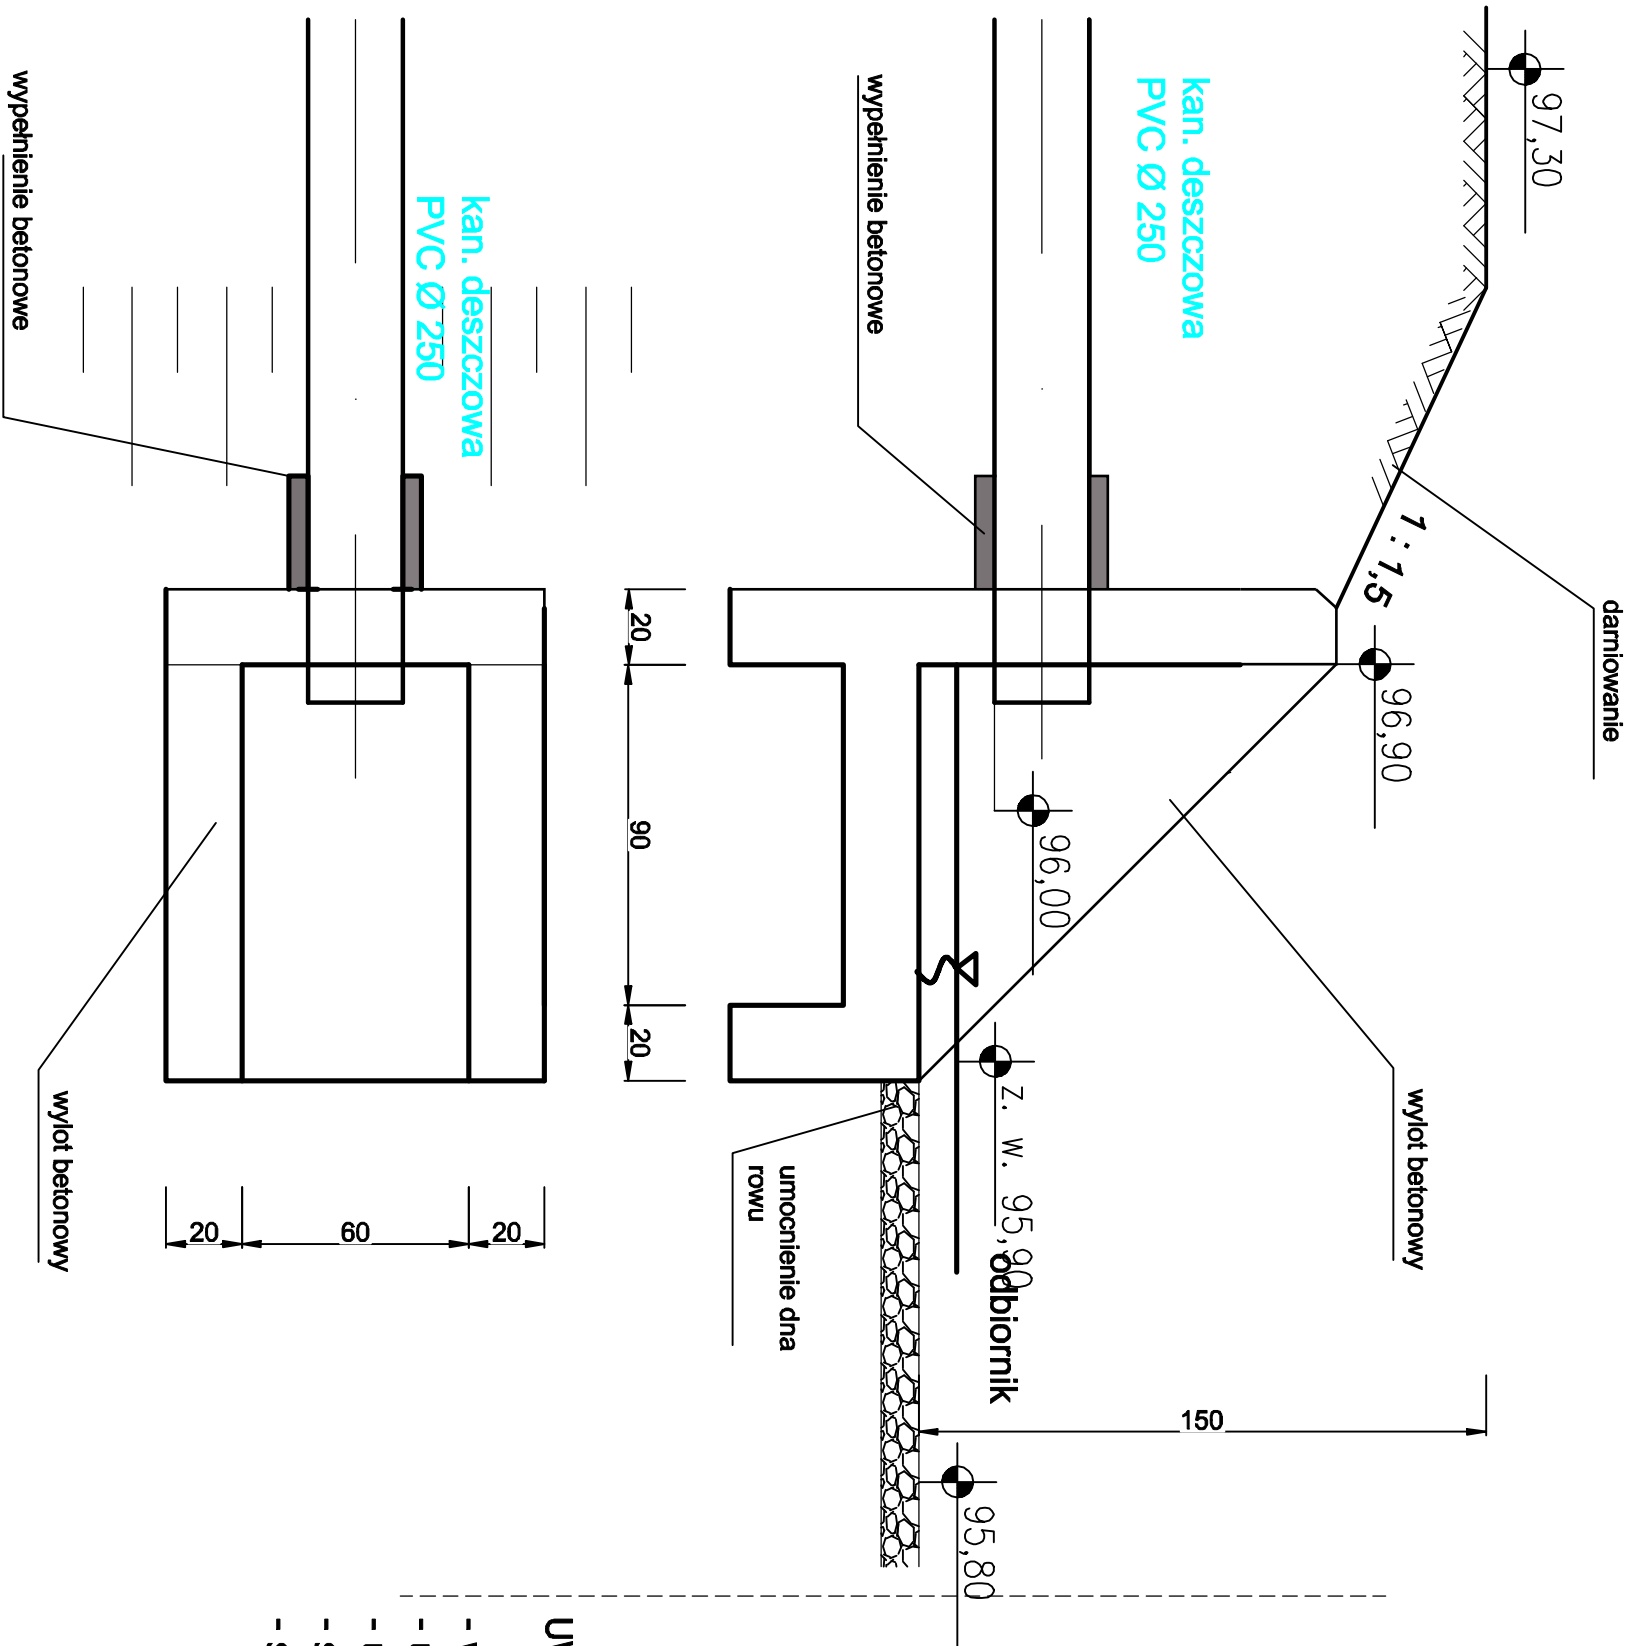 97,30
darniowanie
1 : 1,5
96,90
kan. deszczowa
PVC Ø 250
wypełnienie betonowe
96,00
wylot betonowy
z. w. 95,90
odbiornik
150
95,80
umocnienie dna
rowu
20
90
20
kan. deszczowa
PVC Ø 250
wypełnienie betonowe
wylot betonowy
20
60
20